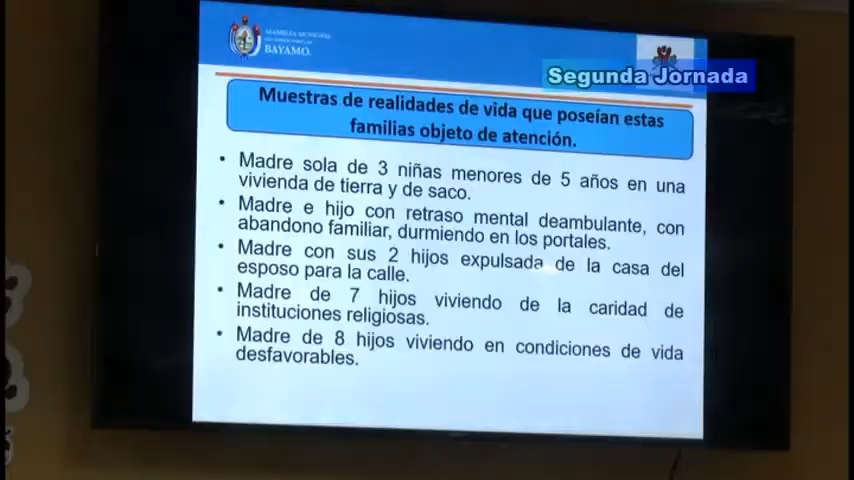 ASAMBLEA MUNICIPAL
BAYAMO.
Segunda Jornada
Muestras de realidades de vida que poseían estas
familias objeto de atención.
• Madre sola de 3 niñas menores de 5 años en una
vivienda de tierra y de saco.
• Madre e hijo con retraso mental deambulante, con
abandono familiar, durmiendo en los portales.
• Madre con sus 2 hijos expulsada de la casa del
esposo para la calle.
• Madre de 7 hijos viviendo de la caridad de
instituciones religiosas.
• Madre de 8 hijos viviendo en condiciones de vida
desfavorables.